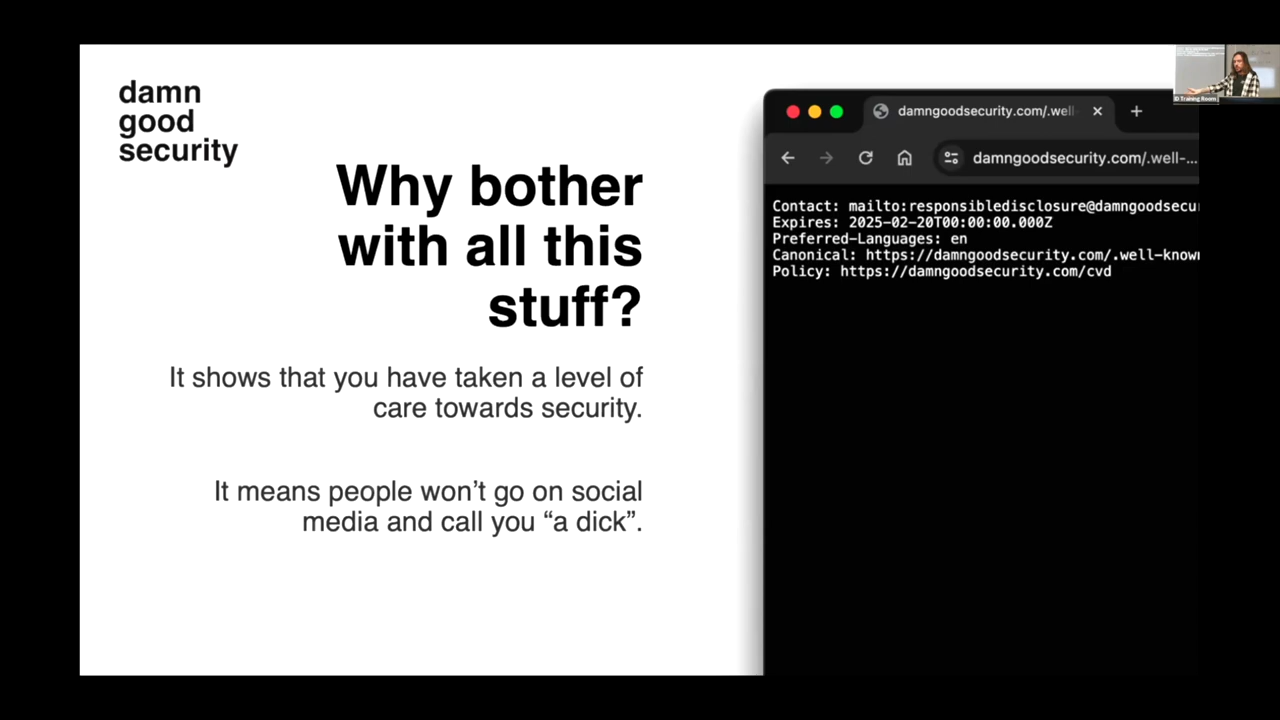 damn
good
security
Why bother
with all this
stuff?
It shows that you have taken a level of
care towards security.
It means people won’t go on social
media and call you “a dick”.
damngoodsecurity.com/.well-
damngoodsecurity.com/.well-...
Contact: mailto:responsibledisclosure@damngoodsecu
Expires: 2025-02-20T00:00:00.000Z
Preferred-Languages: en
Canonical: https://damngoodsecurity.com/.well-known
Policy: https://damngoodsecurity.com/cvd
Training Room